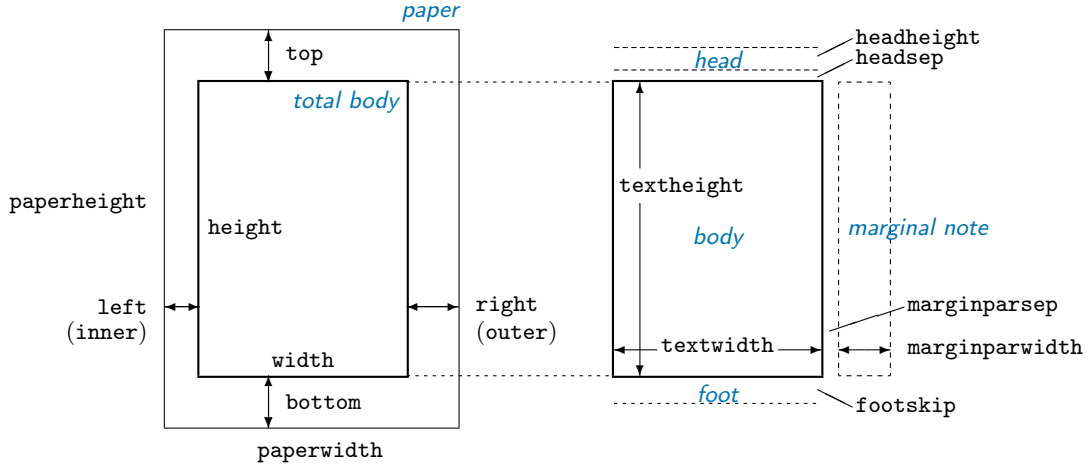 paper
top
total body
paperheight
height
left
(inner)
right
(outer)
width
bottom
paperwidth
headheight
head
headsep
textheight
body
marginal note
marginparsep
textwidth
marginparwidth
foot
footskip